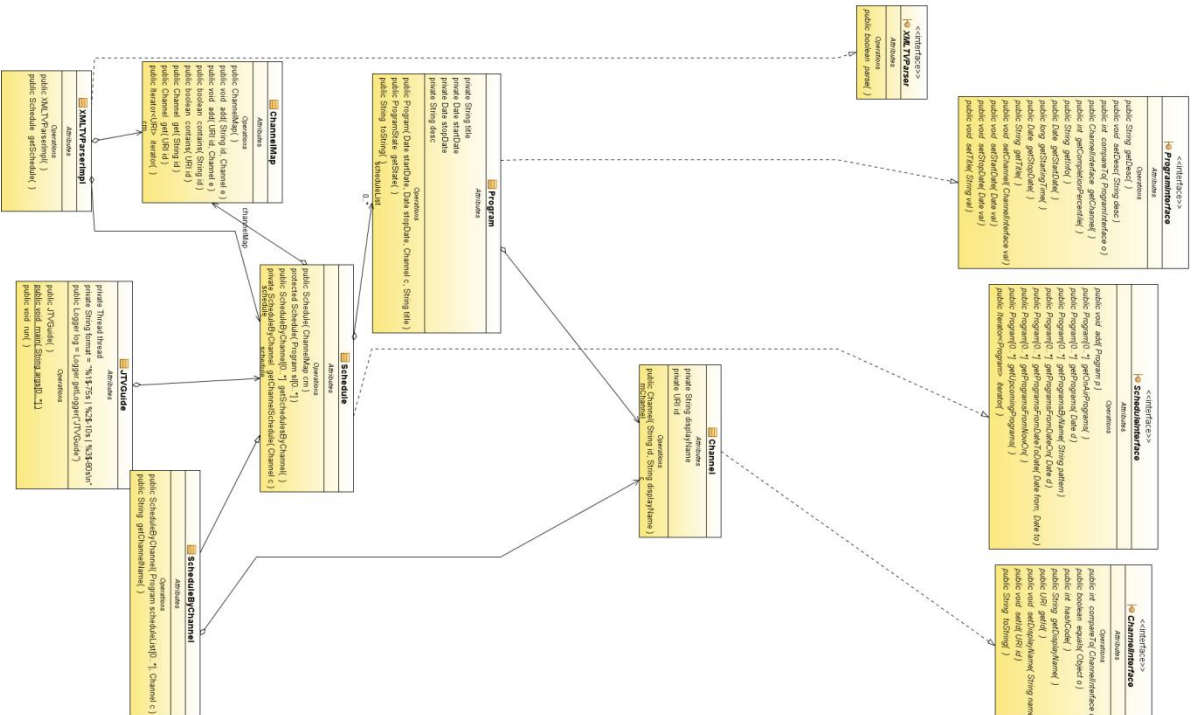 <<interface>>
XMLTVParser
Attributes
Operations
public boolean parse( )
<<interface>>
ProgramInterface
Attributes
Operations
public String getDesc( )
public void setDesc( String desc )
public int compareTo( ProgramInterface o )
public ChannelInterface getChannel( )
public int getCompletionPercentile( )
public String getInfo( )
public Date getStartDate( )
public long getStartingTime( )
public Date getStopDate( )
public String getTitle( )
public void setChannel( ChannelInterface val )
public void setStartDate( Date val )
public void setStopDate( Date val )
public void setTitle( String val )
<<interface>>
ScheduleInterface
Attributes
Operations
public void add( Program p )
public Program[0..*] getOnAirPrograms( )
public Program[0..*] getPrograms( Date d )
public Program[0..*] getProgramsByName( String pattern )
public Program[0..*] getProgramsFromDateOn( Date d )
public Program[0..*] getProgramsFromDateToDate( Date from, Date to )
public Program[0..*] getProgramsFromNowOn( )
public Program[0..*] getUpcomingPrograms( )
public Iterator<Program> iterator( )
<<interface>>
ChannelInterface
Attributes
Operations
public int compareTo( ChannelInterface
public boolean equals( Object o )
public int hashCode( )
public String getDisplayName( )
public URI getId( )
public void setDisplayName( String name
public void setId( URI id )
public String toString( )
Program
Attributes
private String title
private Date startDate
private Date stopDate
private String desc
Operations
public Program( Date startDate, Date stopDate, Channel c, String title )
public ProgramState getState( )
public String toString( )
scheduleList
0..*
Channel
Attributes
private String displayName
private URI id
Operations
public Channel( String id, String displayName )
mChannel
c
ChannelMap
Attributes
Operations
public ChannelMap( )
public void add( String id, Channel e )
public void add( URI id, Channel e )
public boolean contains( String id )
public boolean contains( URI id )
public Channel get( String id )
public Channel get( URI id )
public Iterator<URI> iterator( )
cm
channelMap
Schedule
Attributes
Operations
public Schedule( ChannelMap cm )
protected Schedule( Program sl[0..*] )
public ScheduleByChannel[0..*] getSchedulesByChannel( )
private ScheduleByChannel getChannelSchedule( Channel c )
schedule
schedule
XMLTVParserImpl
Attributes
Operations
public XMLTVParserImpl( )
public Schedule getSchedule( )
JTVGuide
Attributes
private Thread thread
private String format = "%1$-75s | %2$-10s | %3$-80s\n"
public Logger log = Logger.getLogger("JTVGuide")
Operations
public JTVGuide( )
public void main( String args[0..*] )
public void run( )
ScheduleByChannel
Attributes
Operations
public ScheduleByChannel( Program scheduleList[0..*], Channel c )
public String getChannelName( )